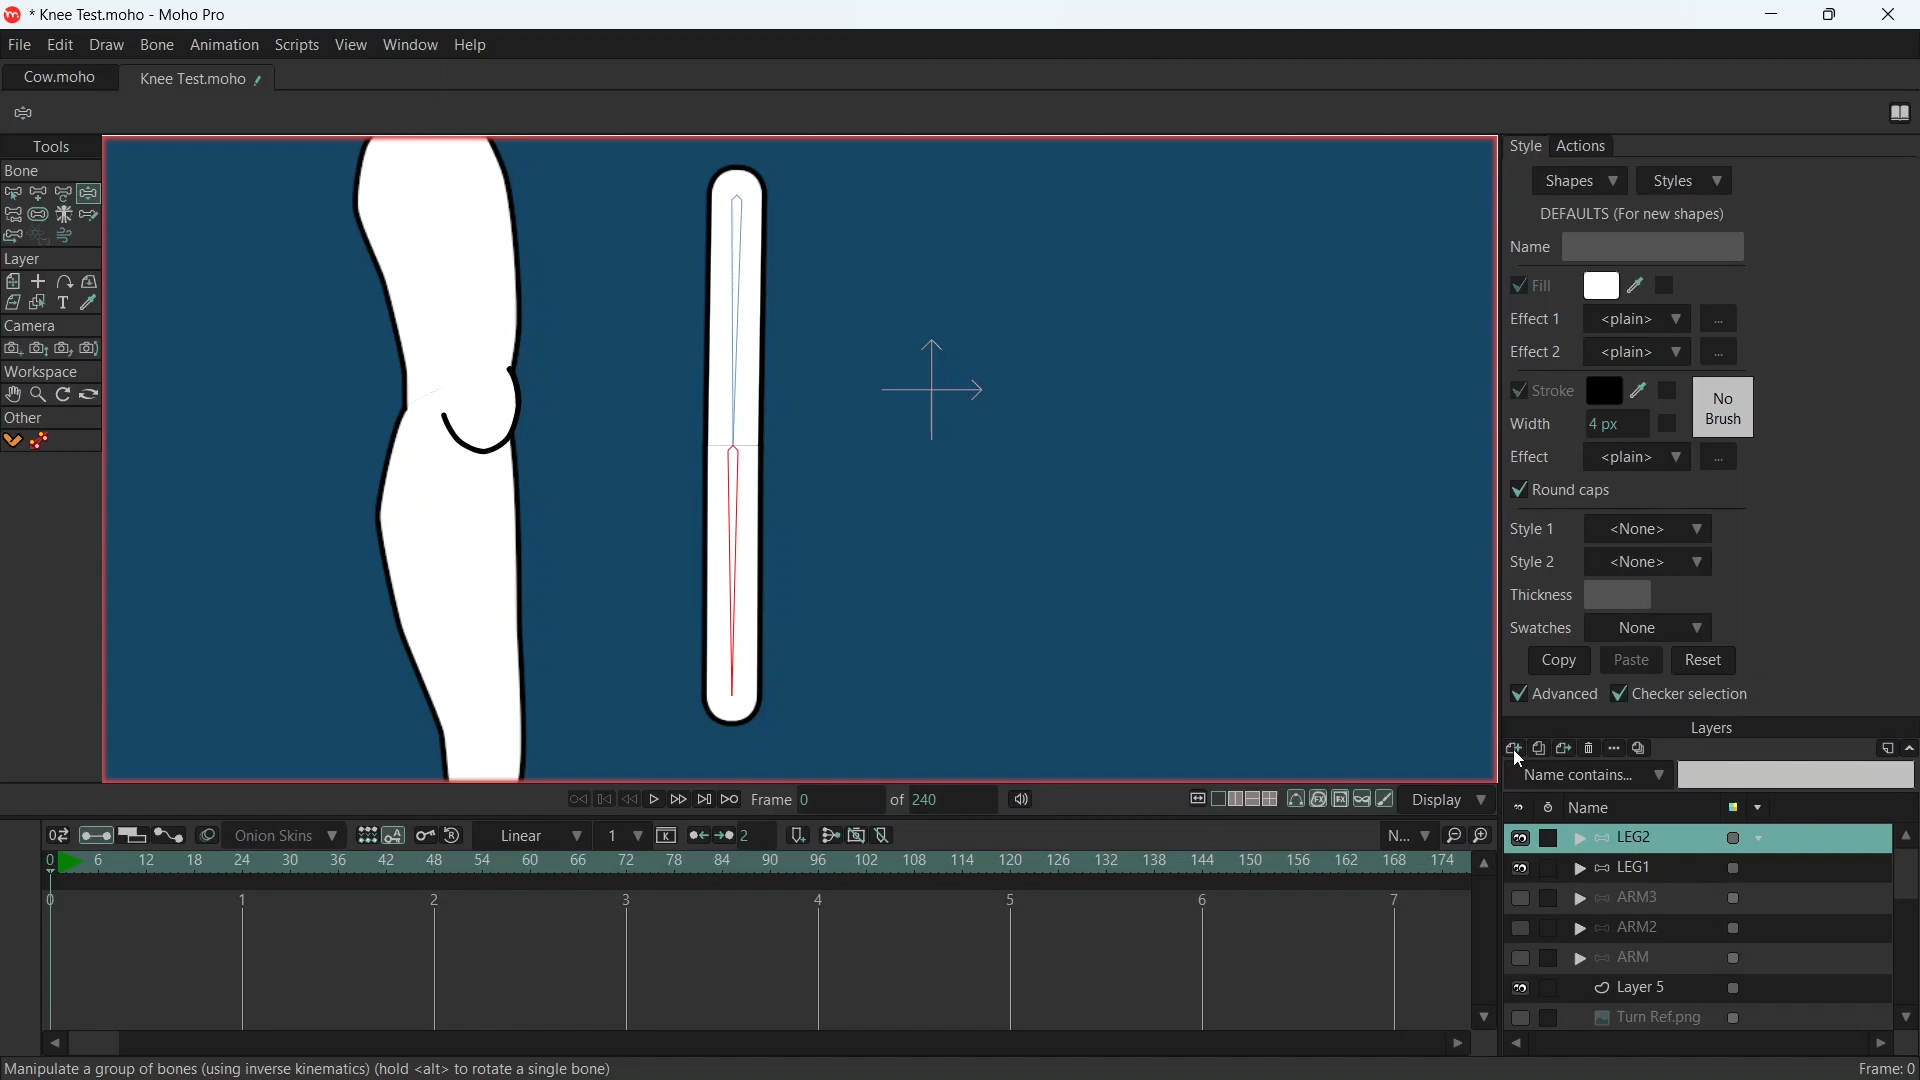 * Knee Test.moho - Moho Pro
File Edit Draw Bone Animation Scripts View Window Help
Cow.moho Knee Test.moho
Tools
Bone
Layer
Camera
Workspace
Other
Style Actions
Shapes Styles
DEFAULTS (For new shapes)
Name
Fill
Effect 1 <plain> ...
Effect 2 <plain> ...
Stroke
No
Brush
Width 4 px
Effect <plain> ...
Round caps
Style 1 <None>
Style 2 <None>
Thickness
Swatches None
Copy Paste Reset
Advanced Checker selection
Layers
Name contains...
Name
LEG2
LEG1
ARM3
ARM2
ARM
Layer 5
Turn Ref.png
Frame 0 of 240 Display
Onion Skins Linear 1 2 N...
0 6 12 18 24 30 36 42 48 54 60 66 72 78 84 90 96 102 108 114 120 126 132 138 144 150 156 162 168 174
0 1 2 3 4 5 6 7
Manipulate a group of bones (using inverse kinematics) (hold <alt> to rotate a single bone) Frame: 0